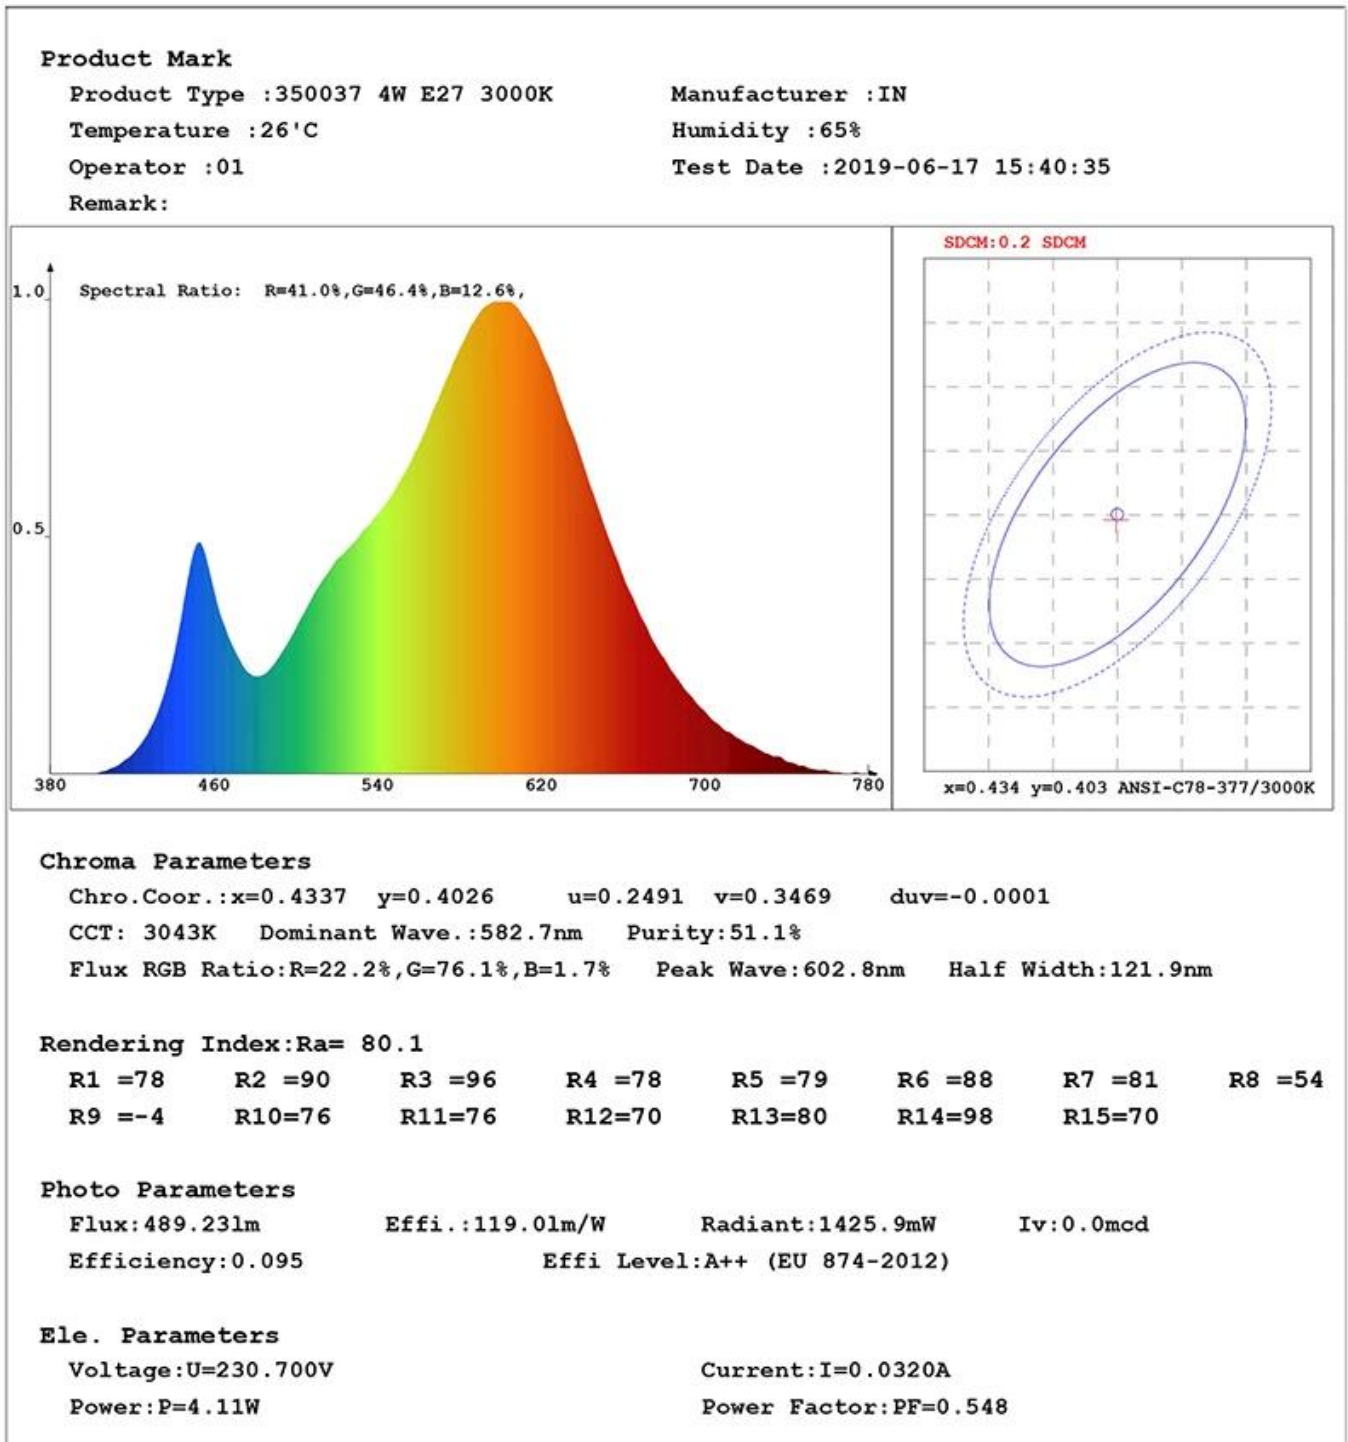 Product Mark
Product Type :350037 4W E27 3000K Manufacturer :IN
Temperature :26'C Humidity :65%
Operator :01 Test Date :2019-06-17 15:40:35
Remark:
SDCM:0.2 SDCM
1.0 Spectral Ratio: R=41.0%,G=46.4%,B=12.6%,
0.5
380 460 540 620 700 780
x=0.434 y=0.403 ANSI-C78-377/3000K
Chroma Parameters
Chro.Coor.:x=0.4337 y=0.4026 u=0.2491 v=0.3469 duv=-0.0001
CCT: 3043K Dominant Wave.:582.7nm Purity:51.1%
Flux RGB Ratio:R=22.2%,G=76.1%,B=1.7% Peak Wave:602.8nm Half Width:121.9nm
Rendering Index:Ra= 80.1
R1 =78 R2 =90 R3 =96 R4 =78 R5 =79 R6 =88 R7 =81 R8 =54
R9 =-4 R10=76 R11=76 R12=70 R13=80 R14=98 R15=70
Photo Parameters
Flux:489.23lm Effi.:119.0lm/W Radiant:1425.9mW Iv:0.0mcd
Efficiency:0.095 Effi Level:A++ (EU 874-2012)
Ele. Parameters
Voltage:U=230.700V Current:I=0.0320A
Power:P=4.11W Power Factor:PF=0.548